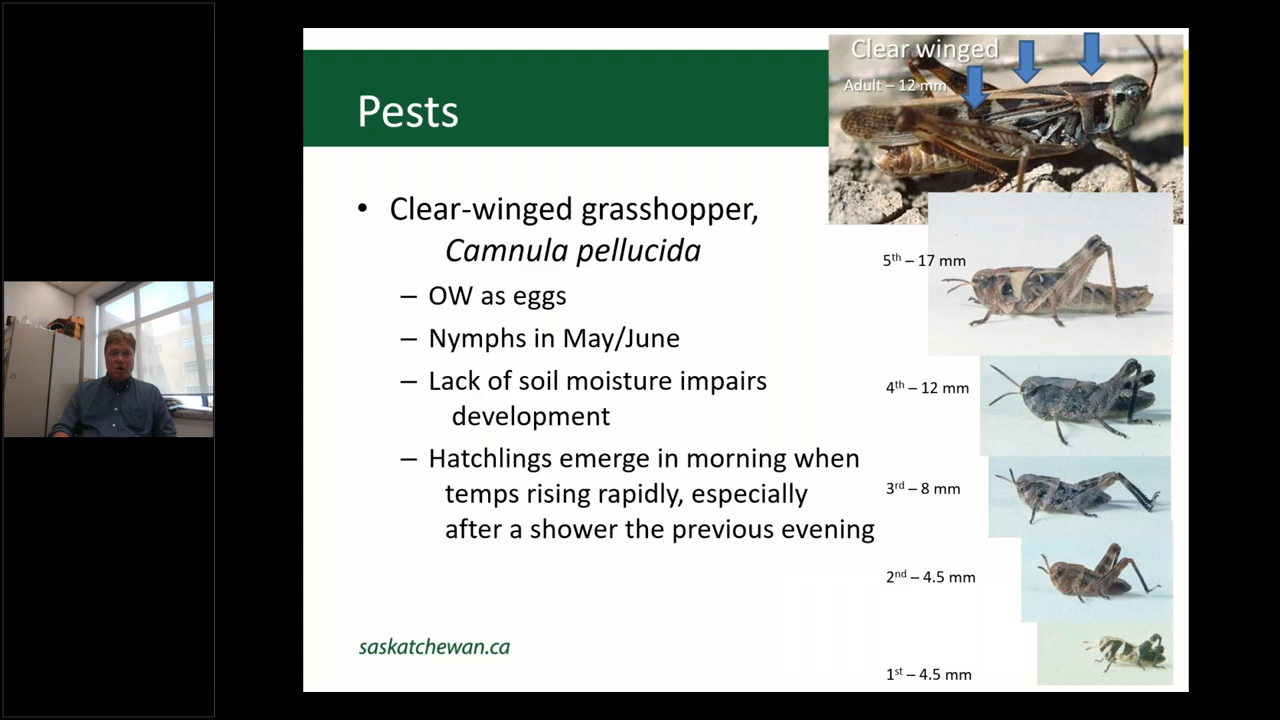 Pests
Clear winged
Adult – 12 mm
• Clear-winged grasshopper,
Camnula pellucida
– OW as eggs
– Nymphs in May/June
– Lack of soil moisture impairs
development
– Hatchlings emerge in morning when
temps rising rapidly, especially
after a shower the previous evening
5th – 17 mm
4th – 12 mm
3rd – 8 mm
2nd – 4.5 mm
1st – 4.5 mm
saskatchewan.ca